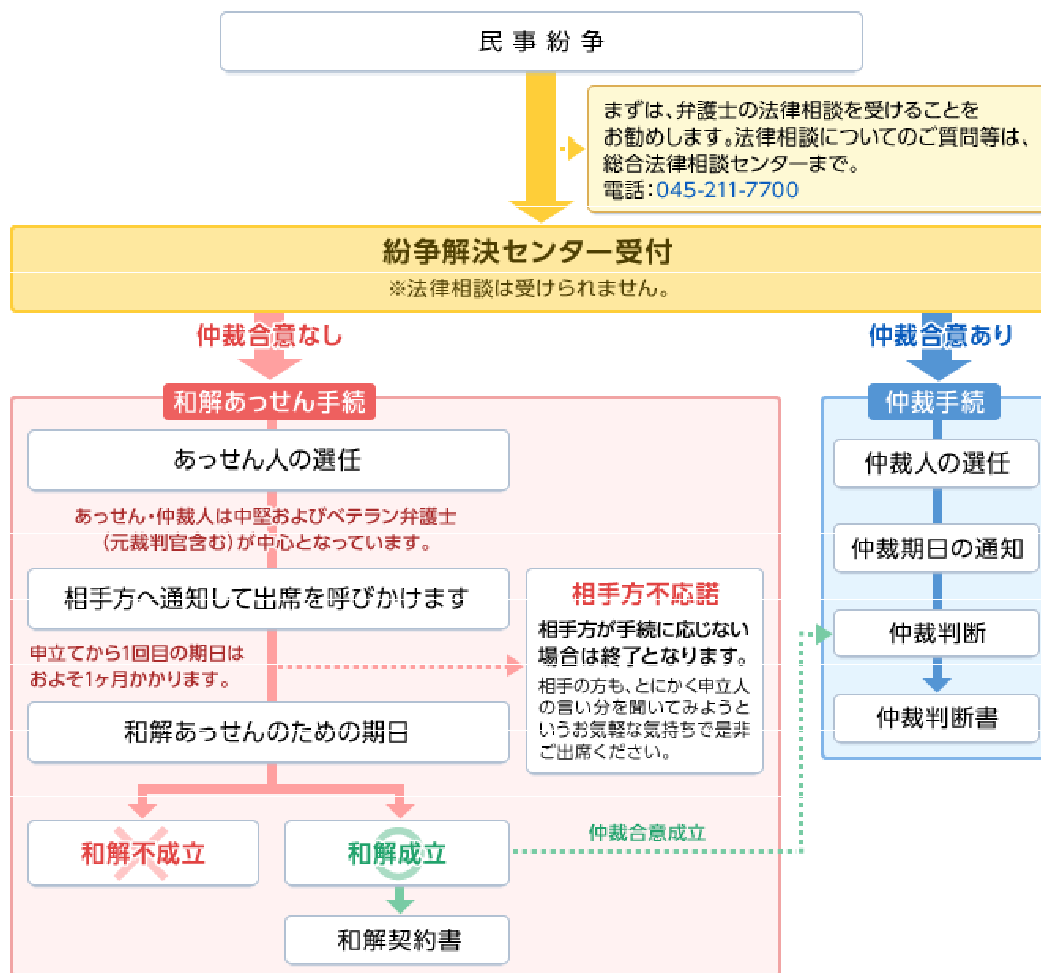 民事紛争
まずは、弁護士の法律相談を受けることを
お勧めします。法律相談についてのご質問等は、
総合法律相談センターまで。
電話：045-211-7700
紛争解決センター受付
※法律相談は受けられません。
仲裁合意なし
和解あっせん手続
あっせん人の選任
あっせん・仲裁人は中堅およびベテラン弁護士
（元裁判官含む）が中心となっています。
相手方へ通知して出席を呼びかけます
申立てから1回目の期日は
およそ1ヶ月かかります。
相手方不応諾
相手方が手続に応じない
場合は終了となります。
相手の方も、とにかく申立人
の言い分を聞いてみようと
いうお気軽な気持ちで是非
ご出席ください。
和解あっせんのための期日
和解不成立
和解成立
仲裁合意成立
和解契約書
仲裁合意あり
仲裁手続
仲裁人の選任
仲裁期日の通知
仲裁判断
仲裁判断書